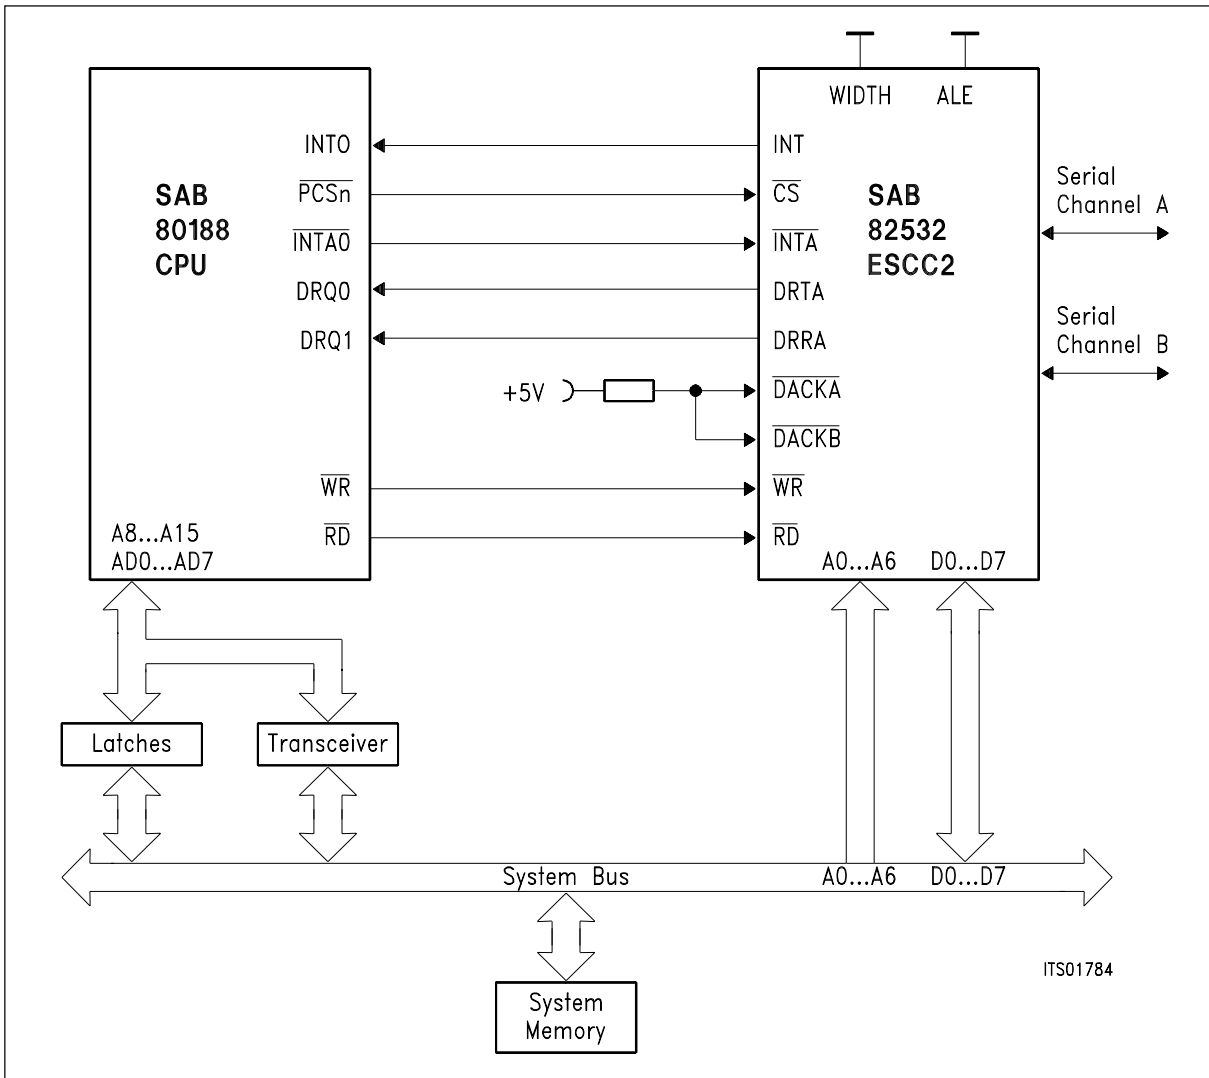 WIDTH ALE
INT0
PCSn
INTA0
DRQ0
DRQ1
WR
RD
SAB
80188
CPU
A8...A15
AD0...AD7
INT
CS
INTA
DRTA
DRRA
+5V
DACKA
DACKB
WR
RD
SAB
82532
ESCC2
A0...A6 D0...D7
Serial
Channel A
Serial
Channel B
Latches
Transceiver
System Bus
A0...A6 D0...D7
System
Memory
ITS01784